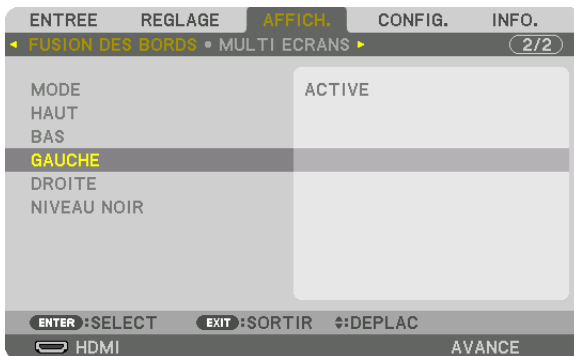 ENTREE REGLAGE AFFICH. CONFIG. INFO.
FUSION DES BORDS • MULTI ECRANS 2/2
MODE ACTIVE
HAUT
BAS
GAUCHE
DROITE
NIVEAU NOIR
ENTER :SELECT EXIT :SORTIR :DEPLAC
HDMI AVANCE